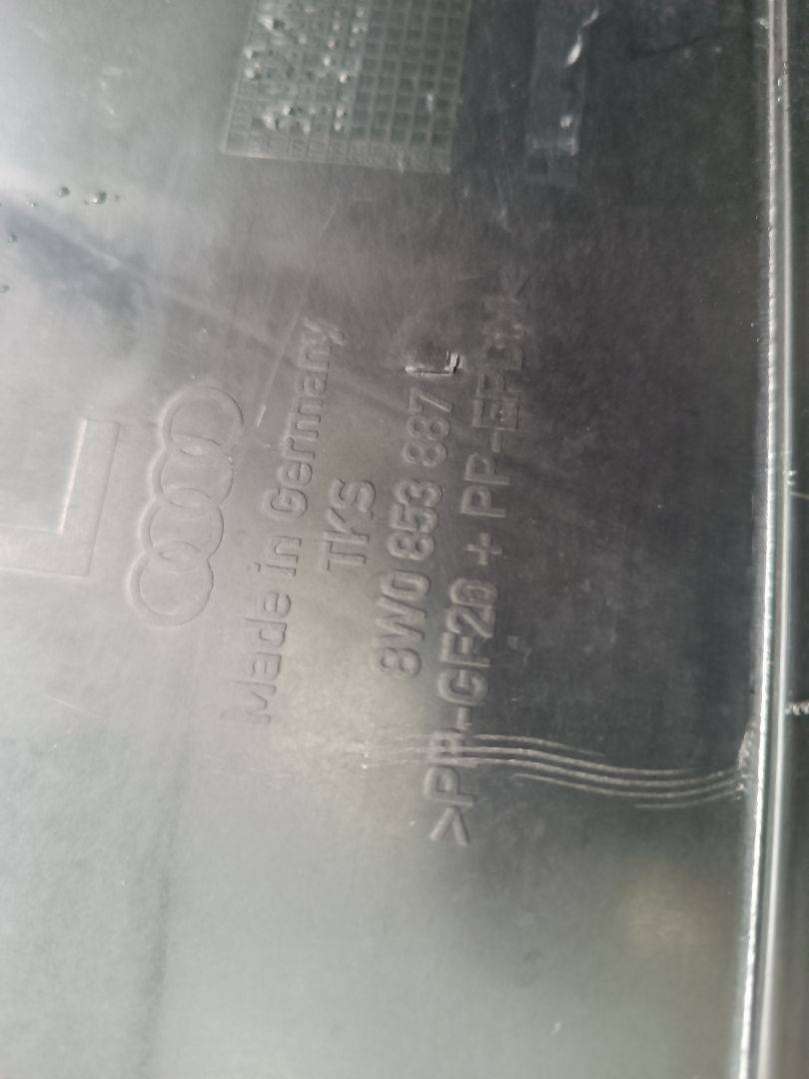 L
Made in Germany
TKS
8W0 853 887 L
>PP-GF20 + PP-EPDM<